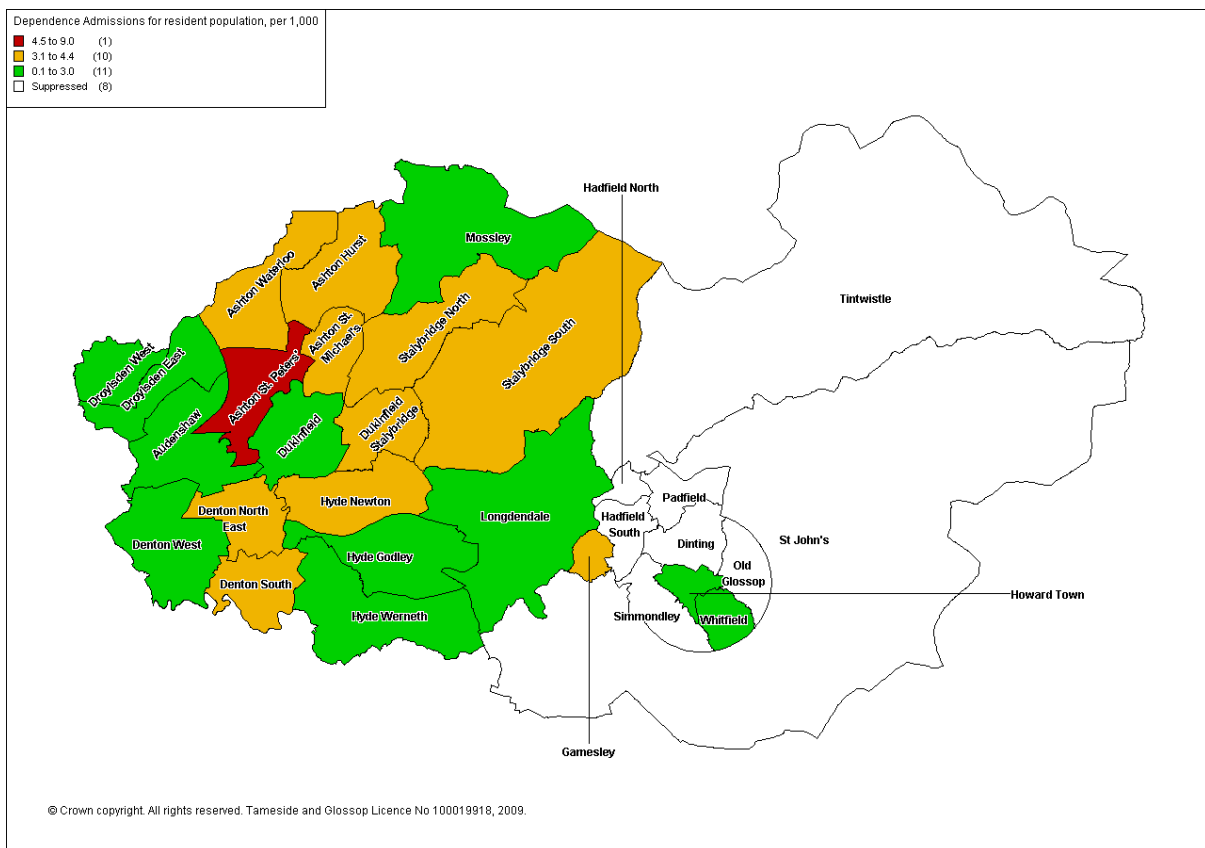 Dependence Admissions for resident population, per 1,000
4.5 to 9.0 (1)
3.1 to 4.4 (10)
0.1 to 3.0 (11)
Suppressed (8)
Hadfield North
Mossley
Ashton Waterloo
Ashton Hurst
Tintwistle
Ashton St.
Michael's
Stalybridge North
Stalybridge South
Droylsden West
Droylsden East
Ashton St. Peters'
Audenshaw
Dukinfield
Dukinfield
Stalybridge
Hyde Newton
Padfield
Denton North
East
Longdendale
Hadfield
South
Denton West
Dinting
St John's
Hyde Godley
Old
Glossop
Denton South
Howard Town
Hyde Werneth
Simmondley
Whitfield
Gamesley
© Crown copyright. All rights reserved. Tameside and Glossop Licence No 100019918, 2009.